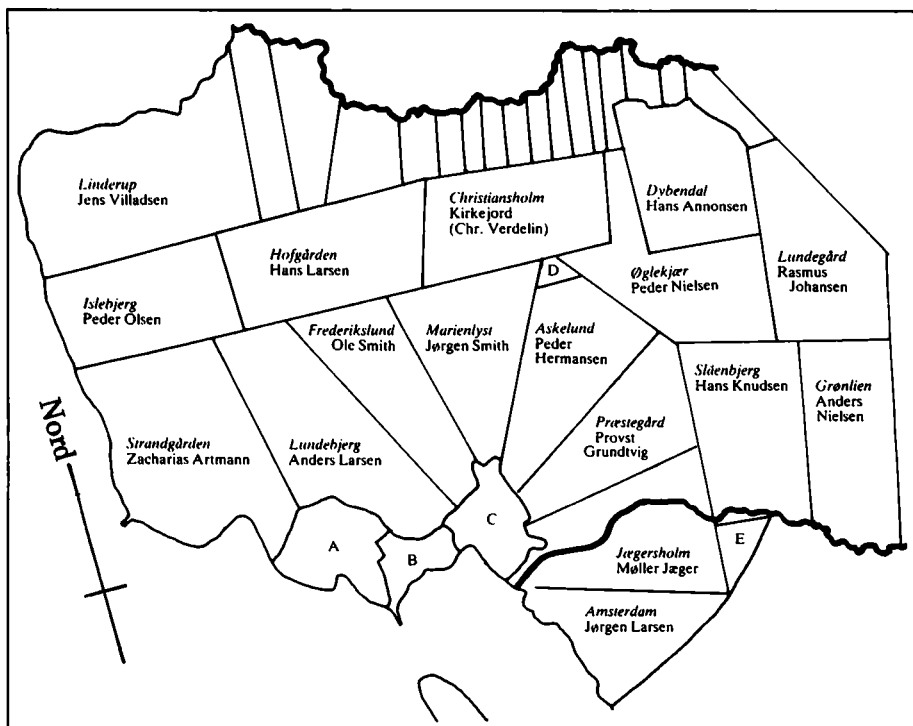 Linderup
Jens Villadsen
Christiansholm
Kirkejord
(Chr. Verdelin)
Dybendal
Hans Annonsen
Hofgården
Hans Larsen
Lundegård
Rasmus
Johansen
Øglekjær
Peder Nielsen
D
Islebjerg
Peder Olsen
Frederikslund
Ole Smith
Marienlyst
Jørgen Smith
Askelund
Peder
Hermansen
Slåenbjerg
Hans Knudsen
Grønlien
Anders
Nielsen
Nord
Strandgården
Zacharias Artmann
Lundebjerg
Anders Larsen
Præstegård
Provst
Grundtvig
A
B
C
E
Jægersholm
Møller Jæger
Amsterdam
Jørgen Larsen